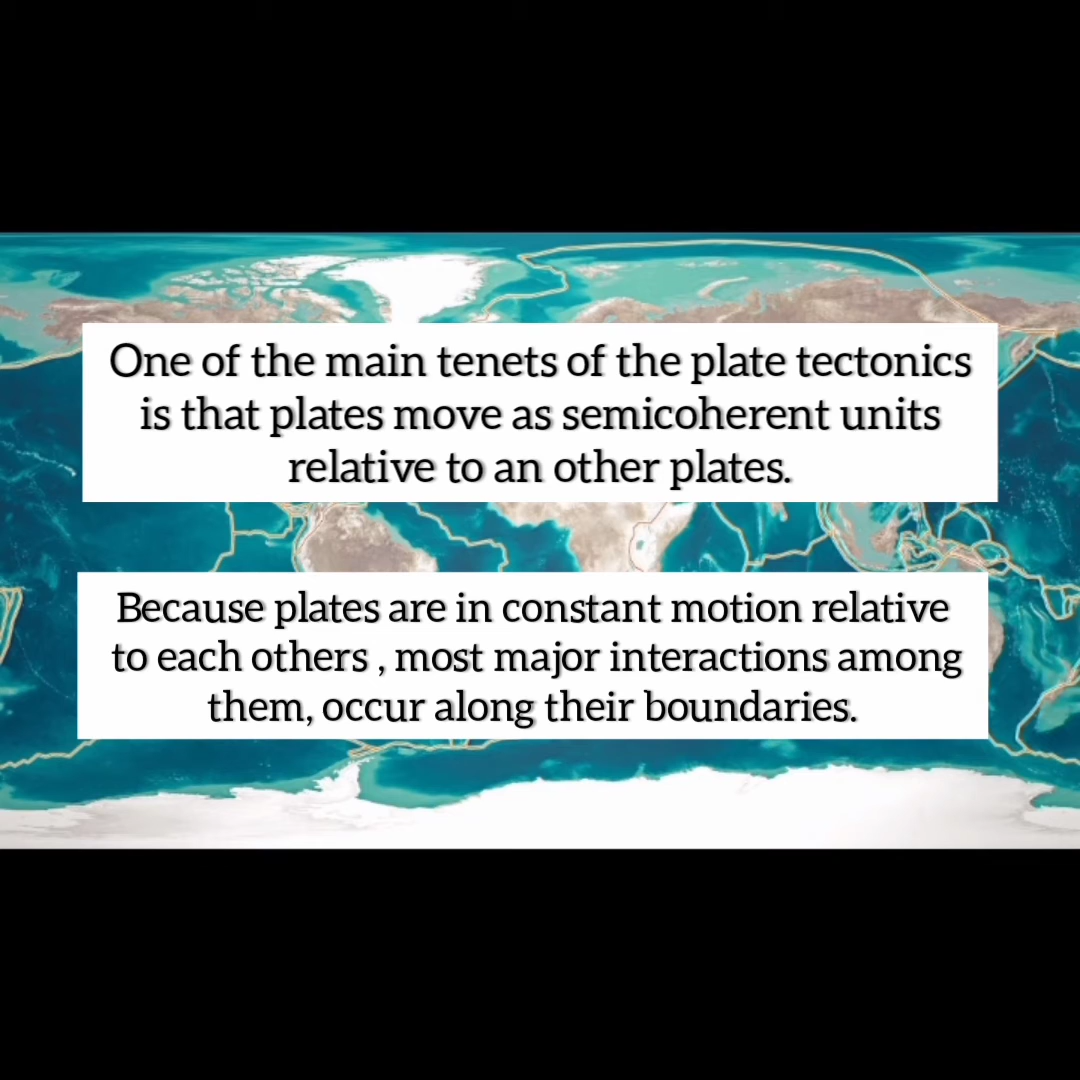 One of the main tenets of the plate tectonics
is that plates move as semicoherent units
relative to an other plates.
Because plates are in constant motion relative
to each others , most major interactions among
them, occur along their boundaries.